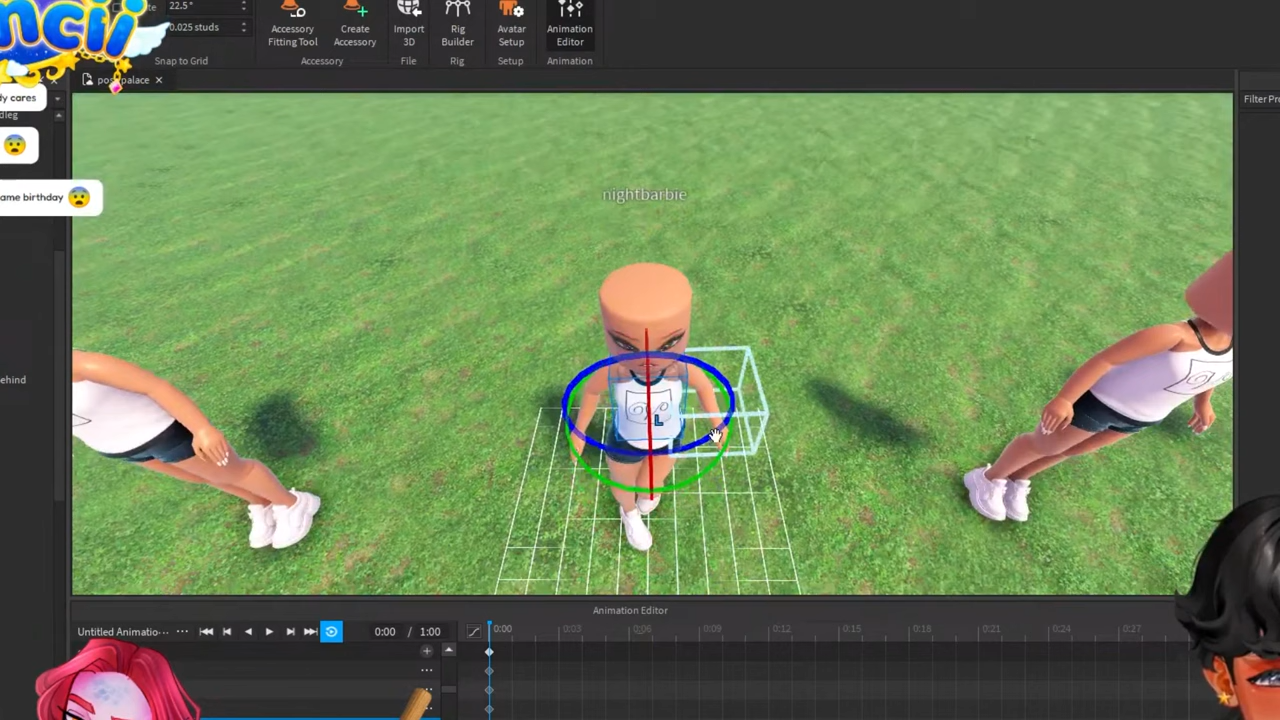 ncii
22.5°
0.025 studs
Snap to Grid
Accessory
Fitting Tool
Create
Accessory
Accessory
Import
3D
File
Rig
Builder
Rig
Avatar
Setup
Setup
Animation
Editor
Animation
palace
Filter Pro
dy cares
dleg
ame birthday
ehind
nightbarbie
L
Animation Editor
Untitled Animatio...
0:00 / 1:00
0:00
0:03
0:06
0:09
0:12
0:15
0:18
0:21
0:24
0:27